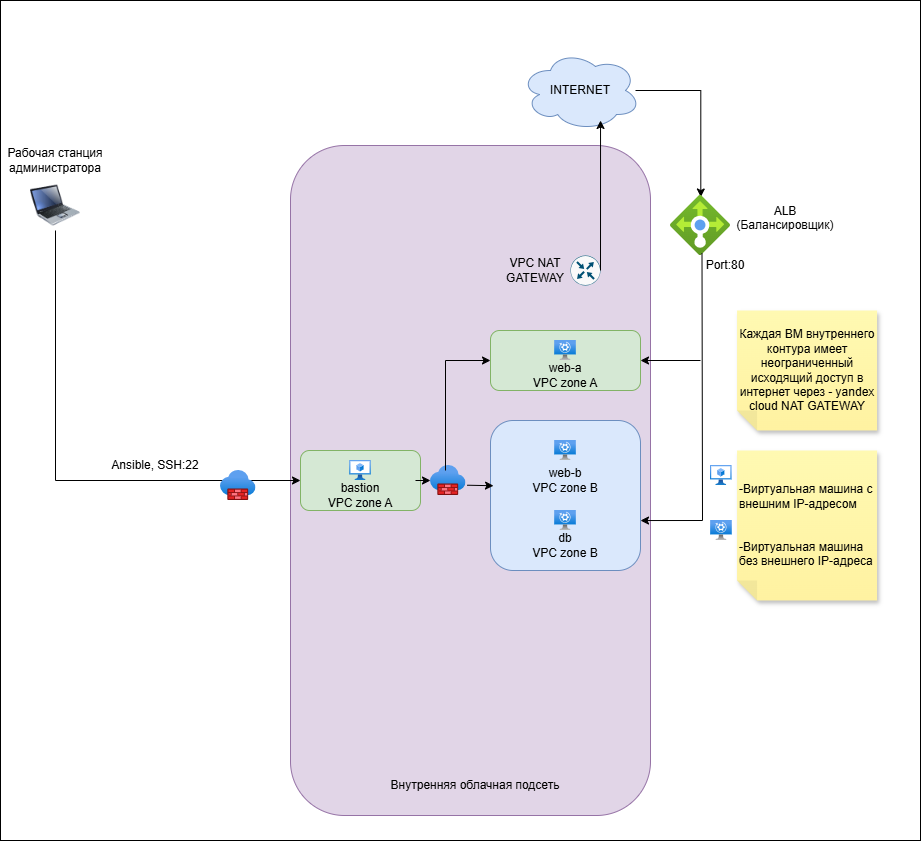 INTERNET
Рабочая станция
администратора
ALB
(Балансировщик)
VPC NAT
GATEWAY
Port:80
Каждая ВМ внутреннего
контура имеет
неограниченный
исходящий доступ в
интернет через - yandex
cloud NAT GATEWAY
web-a
VPC zone A
Ansible, SSH:22
bastion
VPC zone A
web-b
VPC zone B
db
VPC zone B
-Виртуальная машина с
внешним IP-адресом
-Виртуальная машина
без внешнего IP-адреса
Внутренняя облачная подсеть